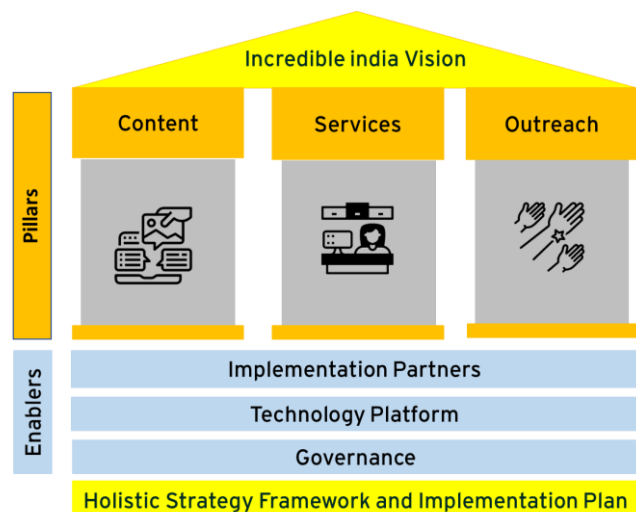 Incredible india Vision
Content
Services
Outreach
Pillars
Enablers
Implementation Partners
Technology Platform
Governance
Holistic Strategy Framework and Implementation Plan